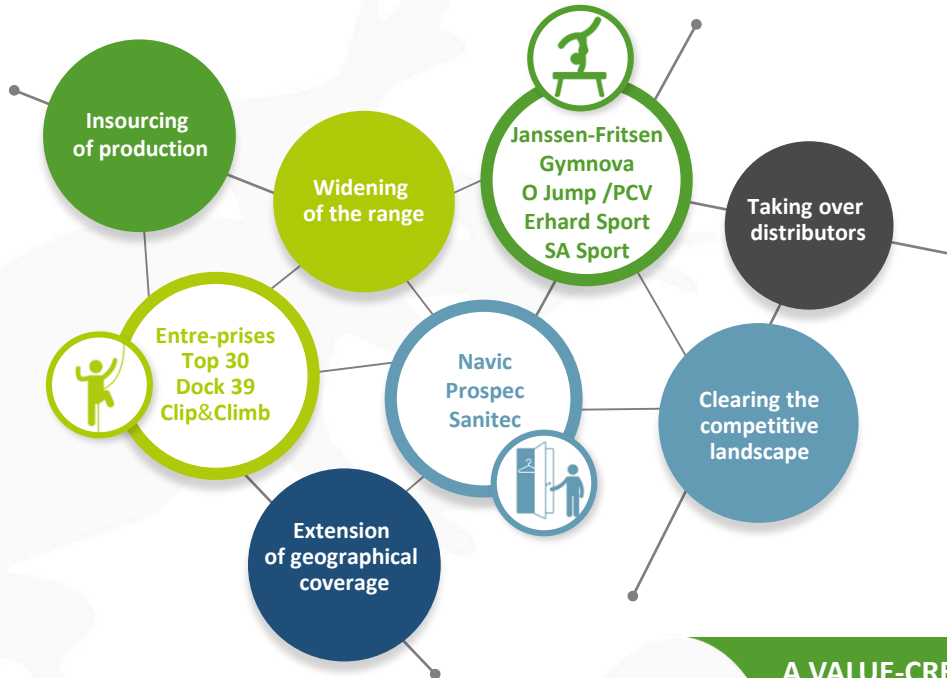 Insourcing
of production
Widening
of the range
Janssen-Fritsen
Gymnova
O Jump /PCV
Erhard Sport
SA Sport
Taking over
distributors
Entre-prises
Top 30
Dock 39
Clip&Climb
Navic
Prospec
Sanitec
Clearing the
competitive
landscape
Extension
of geographical
coverage
A VALUE-CRE